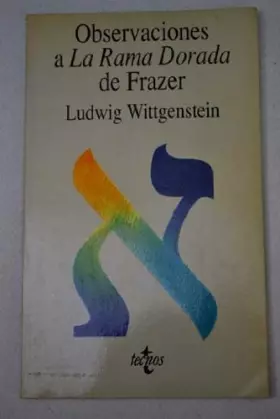 Observaciones
a La Rama Dorada
de Frazer
Ludwig Wittgenstein
א
tecnos